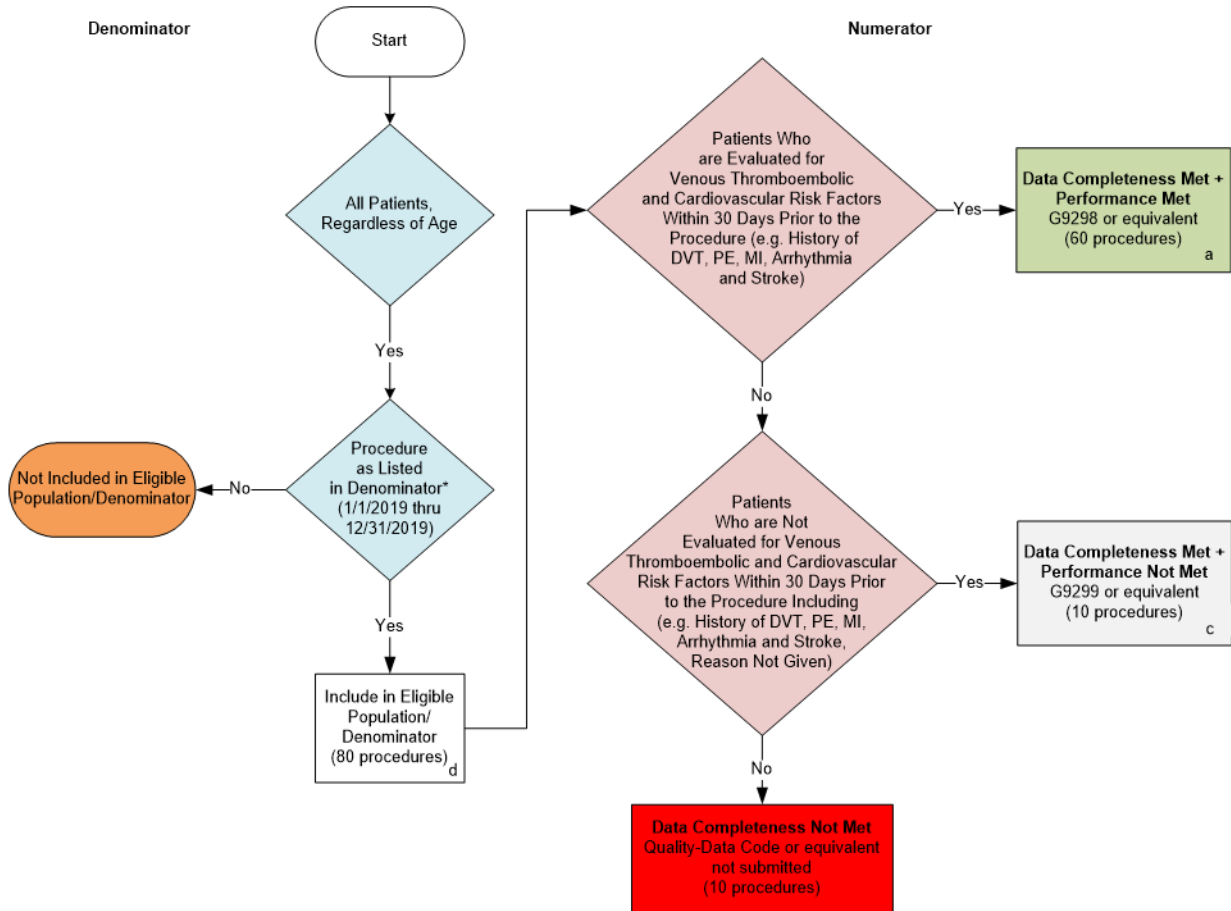 Denominator
Numerator
Start
All Patients,
Regardless of Age
Yes
Procedure
as Listed
in Denominator*
(1/1/2019 thru
12/31/2019)
No
Not Included in Eligible
Population/Denominator
Yes
Include in Eligible
Population/
Denominator
(80 procedures)
d
Patients Who
are Evaluated for
Venous Thromboembolic
and Cardiovascular Risk Factors
Within 30 Days Prior to the
Procedure (e.g. History of
DVT, PE, MI, Arrhythmia
and Stroke)
Yes
Data Completeness Met +
Performance Met
G9298 or equivalent
(60 procedures)
a
No
Patients
Who are Not
Evaluated for Venous
Thromboembolic and Cardiovascular
Risk Factors Within 30 Days Prior
to the Procedure Including
(e.g. History of DVT, PE, MI,
Arrhythmia and Stroke,
Reason Not Given)
Yes
Data Completeness Met +
Performance Not Met
G9299 or equivalent
(10 procedures)
c
No
Data Completeness Not Met
Quality-Data Code or equivalent
not submitted
(10 procedures)